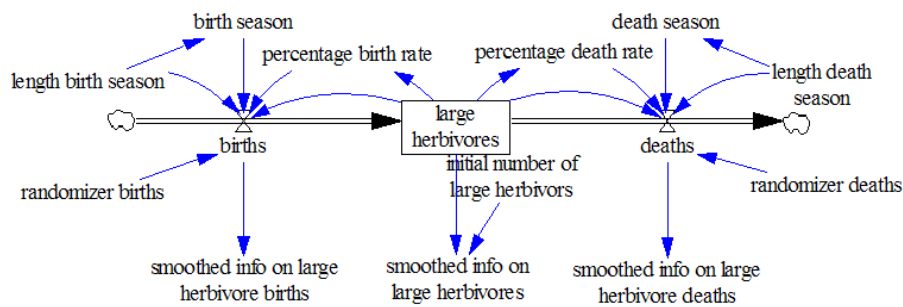 birth season
death season
percentage birth rate
percentage death rate
length birth season
length death
season
large
herbivores
births
deaths
initial number of
large herbivors
randomizer births
randomizer deaths
smoothed info on large
herbivore births
smoothed info on
large herbivores
smoothed info on large
herbivore deaths